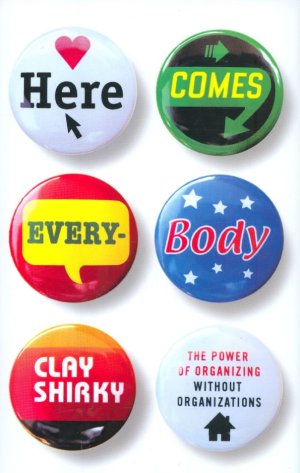 Here
COMES
EVERY-
Body
CLAY
SHIRKY
THE POWER
OF ORGANIZING
WITHOUT
ORGANIZATIONS